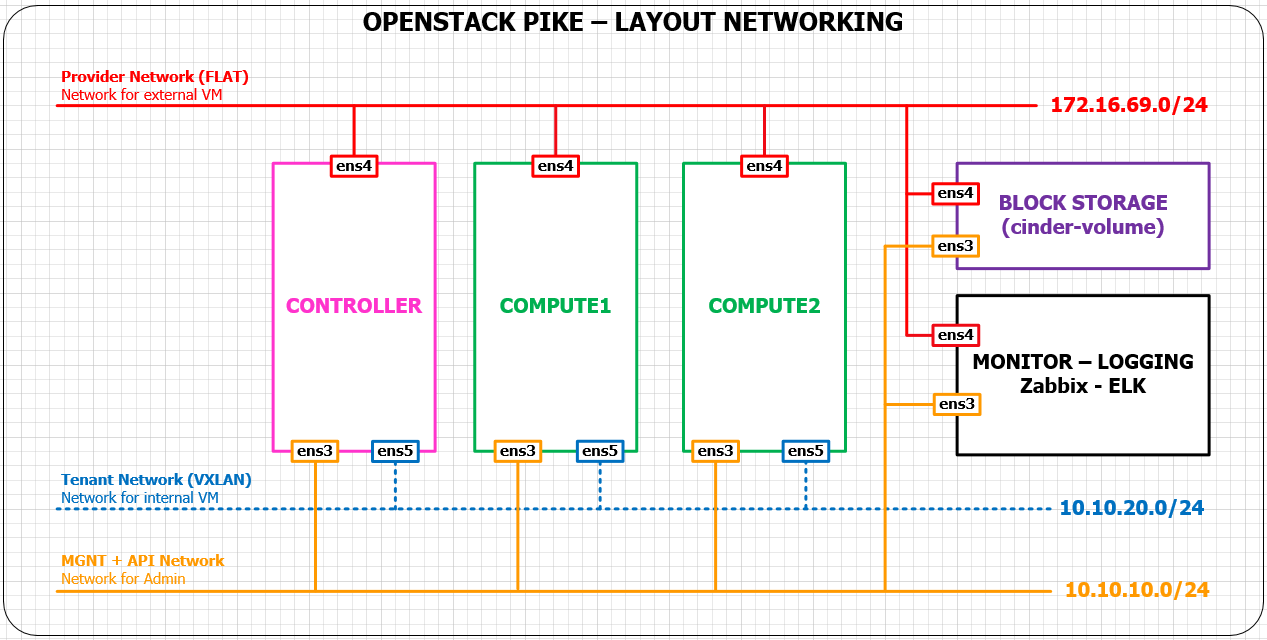 OPENSTACK PIKE – LAYOUT NETWORKING
Provider Network (FLAT)
Network for external VM
172.16.69.0/24
ens4
ens4
ens4
ens4
BLOCK STORAGE
(cinder-volume)
ens3
CONTROLLER
COMPUTE1
COMPUTE2
ens4
MONITOR – LOGGING
Zabbix - ELK
ens3
ens3
ens5
ens3
ens5
ens3
ens5
Tenant Network (VXLAN)
Network for internal VM
10.10.20.0/24
MGNT + API Network
Network for Admin
10.10.10.0/24